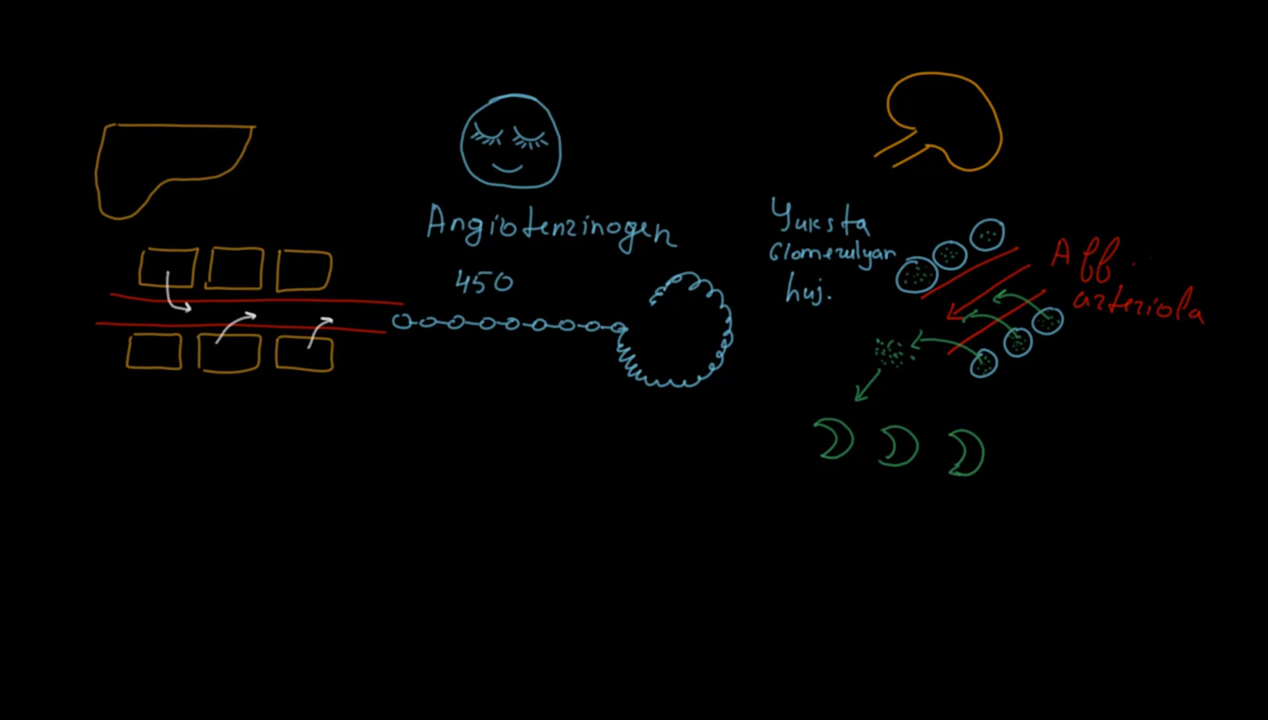 Angiotenzinogen
450
Yuksta
Glomerulyar
huj.
Aff.
arteriola